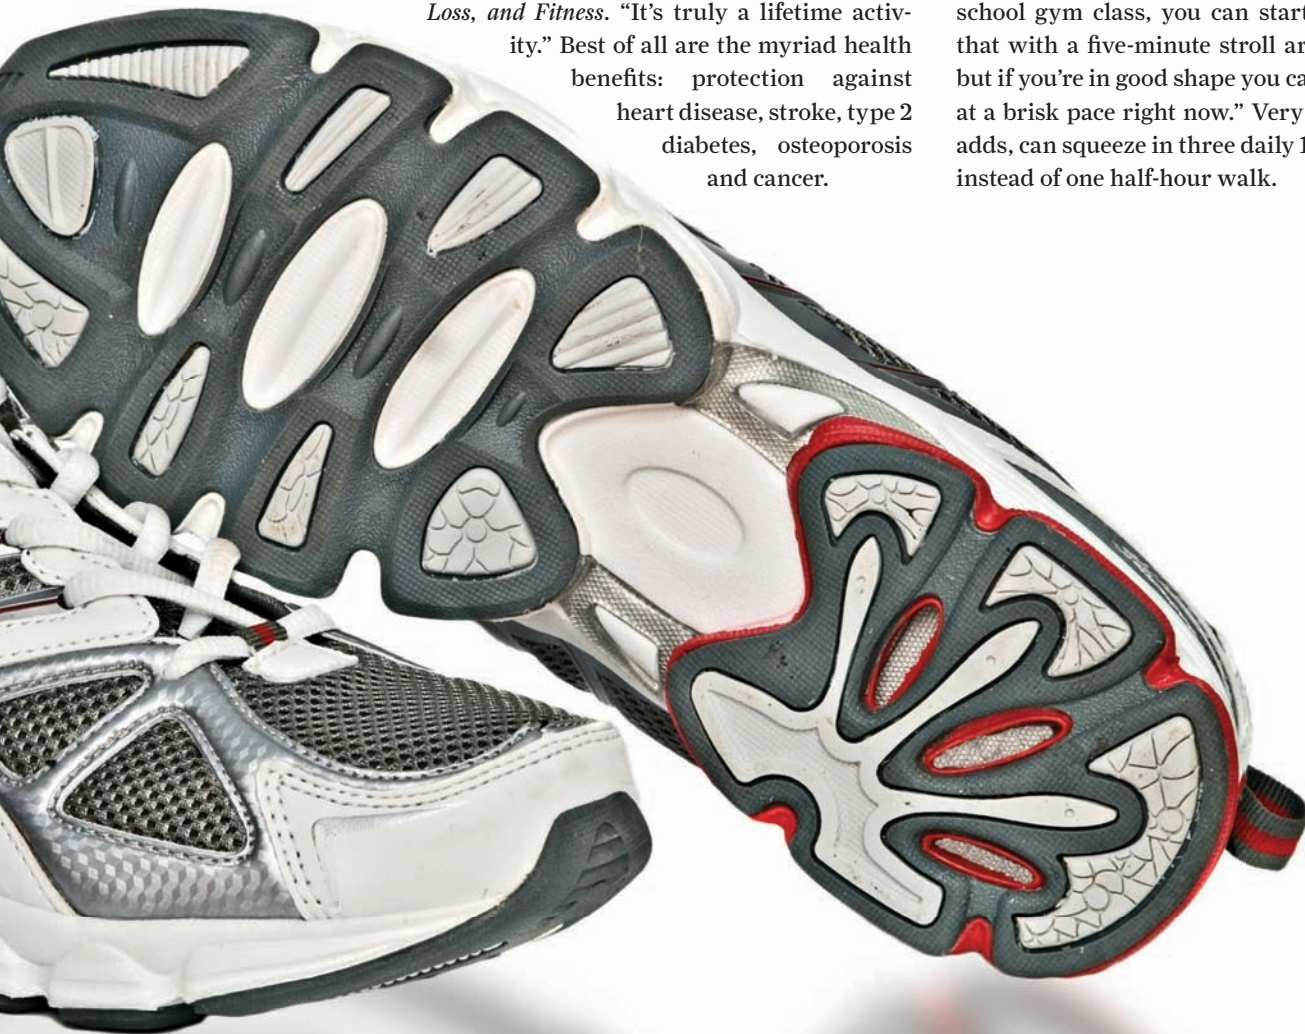 Loss, and Fitness. “It’s truly a lifetime activ-
ity.” Best of all are the myriad health
benefits: protection against
heart disease, stroke, type 2
diabetes, osteoporosis
and cancer.
school gym class, you can start
that with a five-minute stroll
but if you’re in good shape you
at a brisk pace right now.” Very
adds, can squeeze in three daily
instead of one half-hour walk.